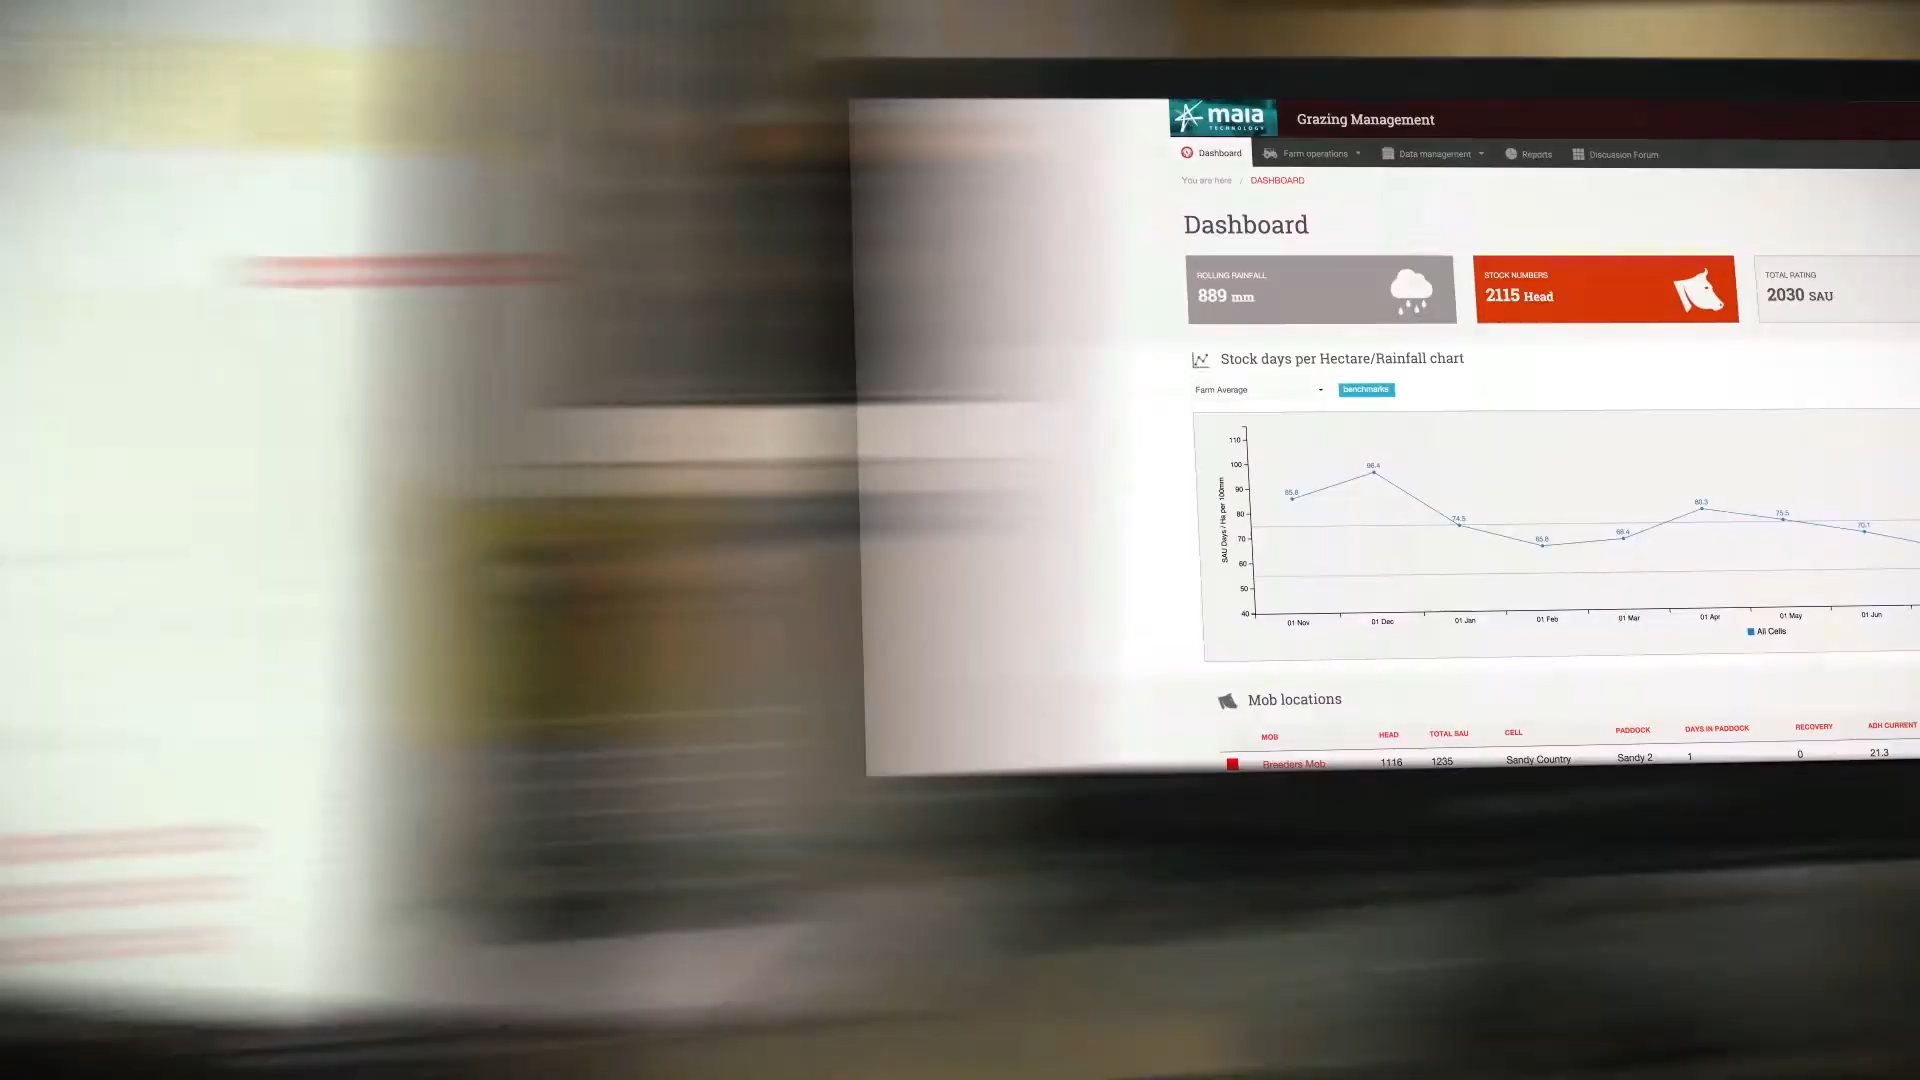 maia
TECHNOLOGY
Grazing Management
Dashboard
Farm operations
Data management
Reports
Discussion Forum
You are here / DASHBOARD
Dashboard
ROLLING RAINFALL
889 mm
STOCK NUMBERS
2115 Head
TOTAL RATING
2030 SAU
Stock days per Hectare/Rainfall chart
Farm Average
benchmarks
110
100
90
80
70
60
50
40
SAU Days / Ha per 100mm
85.8
96.4
74.5
65.8
68.4
80.3
75.5
70.1
01 Nov
01 Dec
01 Jan
01 Feb
01 Mar
01 Apr
01 May
01 Jun
All Cells
Mob locations
MOB HEAD TOTAL SAU CELL PADDOCK DAYS IN PADDOCK RECOVERY ADH CURRENT
Breeders Mob 1116 1235 Sandy Country Sandy 2 1 0 21.3